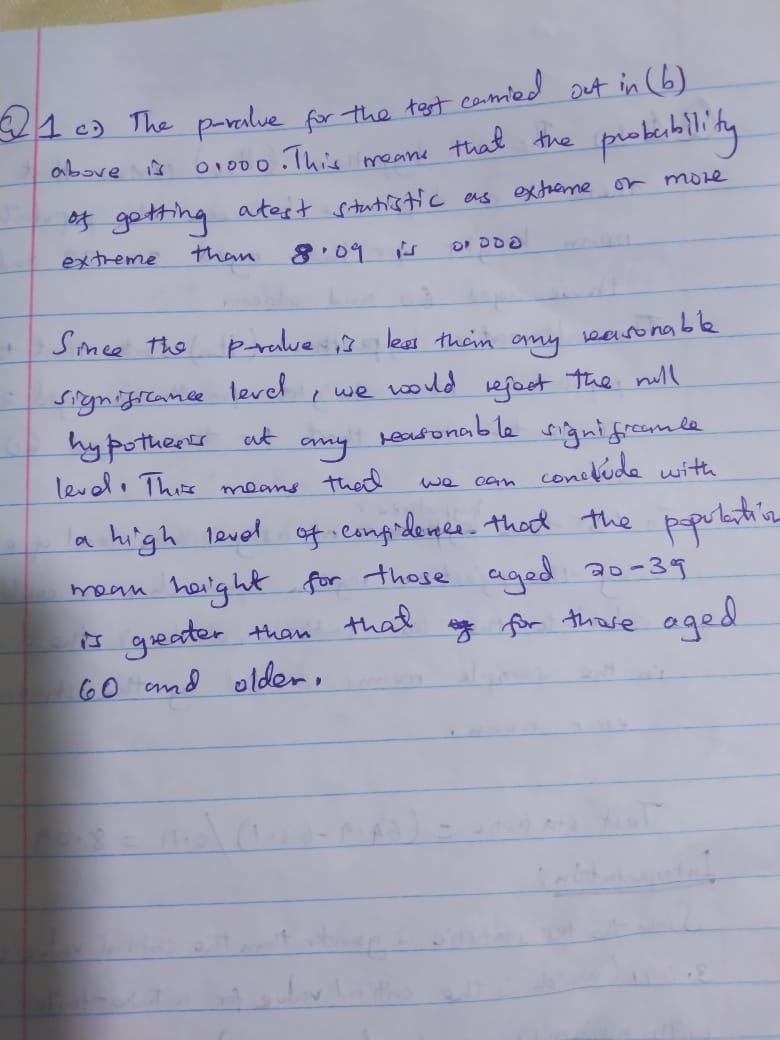 Q 1 c) The p-value for the test carried out in (b)
above is 0.000. This means that the probability
of getting a test statistic as extreme or more
extreme than 8.09 is 0.000
Since the p-value is less than any reasonable
significance level, we would reject the null
hypothesis at any reasonable significance
level. This means that we can conclude with
a high level of confidence that the population
mean height for those aged 20-39
is greater than that for those aged
60 and older.